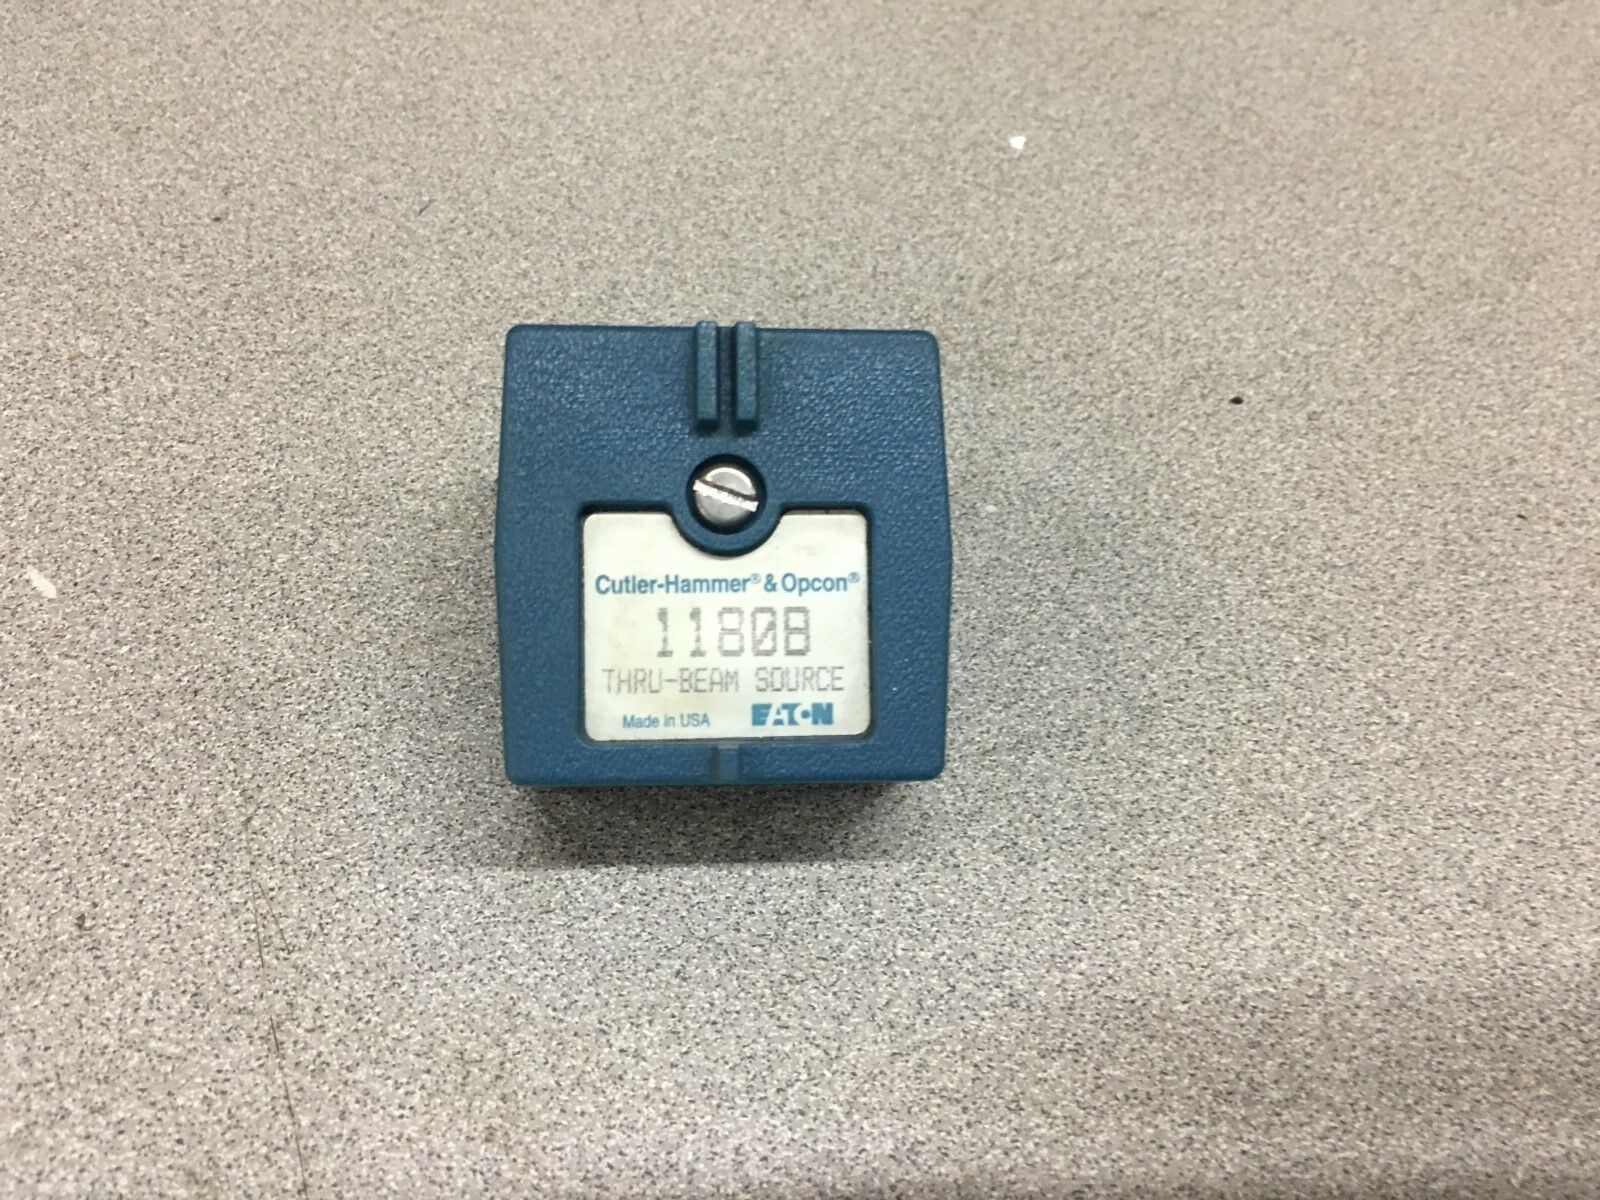 Cutler-Hammer® & Opcon®
1180B
THRU-BEAM SOURCE
Made in USA EATON